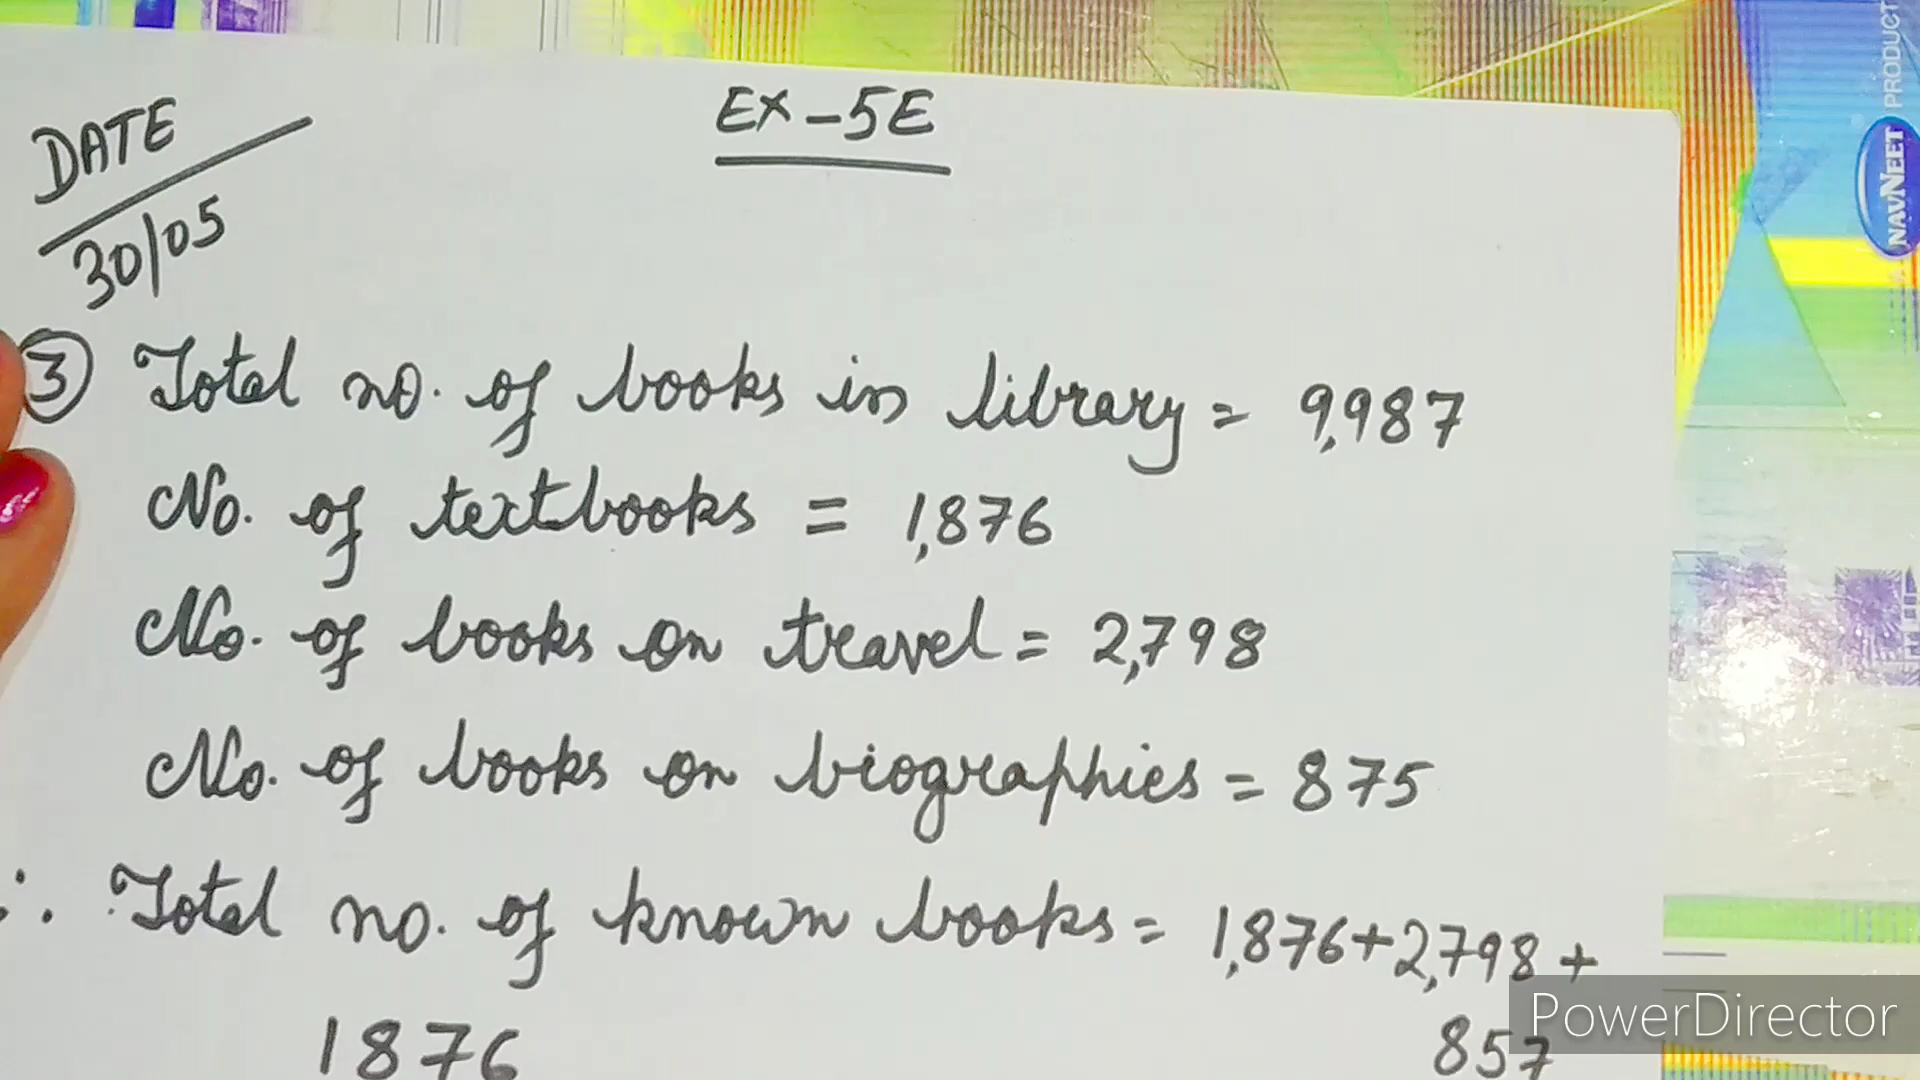 EX-5E
DATE
30/05
③ Total no. of books in library = 9,987
No. of textbooks = 1,876
No. of books on travel = 2,798
No. of books on biographies = 875
∴ Total no. of known books = 1,876+2,798+
857
1876
NAVNEET PRODUCT
PowerDirector